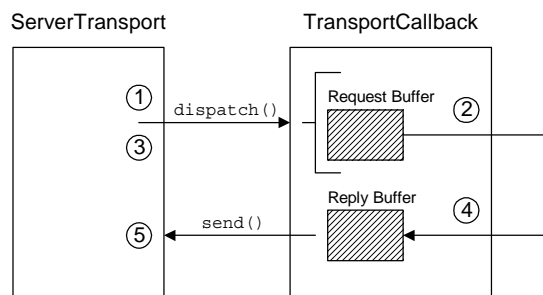 ServerTransport
TransportCallback
1
dispatch()
Request Buffer
2
3
Reply Buffer
4
send()
5